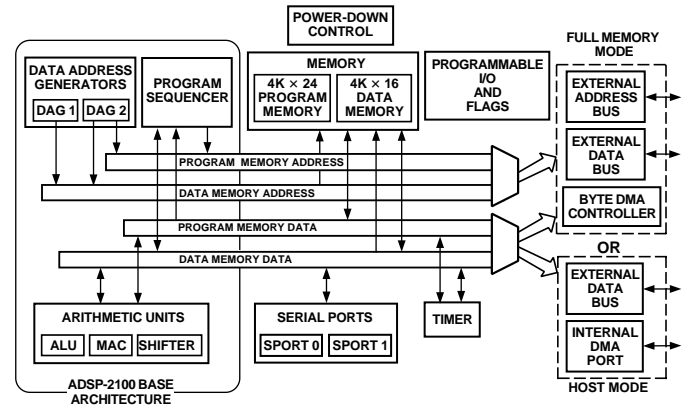 POWER-DOWN
CONTROL
FULL MEMORY
MODE
DATA ADDRESS
GENERATORS
DAG 1
DAG 2
PROGRAM
SEQUENCER
MEMORY
4K × 24
PROGRAM
MEMORY
4K × 16
DATA
MEMORY
PROGRAMMABLE
I/O
AND
FLAGS
EXTERNAL
ADDRESS
BUS
EXTERNAL
DATA
BUS
BYTE DMA
CONTROLLER
PROGRAM MEMORY ADDRESS
DATA MEMORY ADDRESS
PROGRAM MEMORY DATA
DATA MEMORY DATA
OR
EXTERNAL
DATA
BUS
INTERNAL
DMA
PORT
HOST MODE
ARITHMETIC UNITS
ALU
MAC
SHIFTER
SERIAL PORTS
SPORT 0
SPORT 1
TIMER
ADSP-2100 BASE
ARCHITECTURE